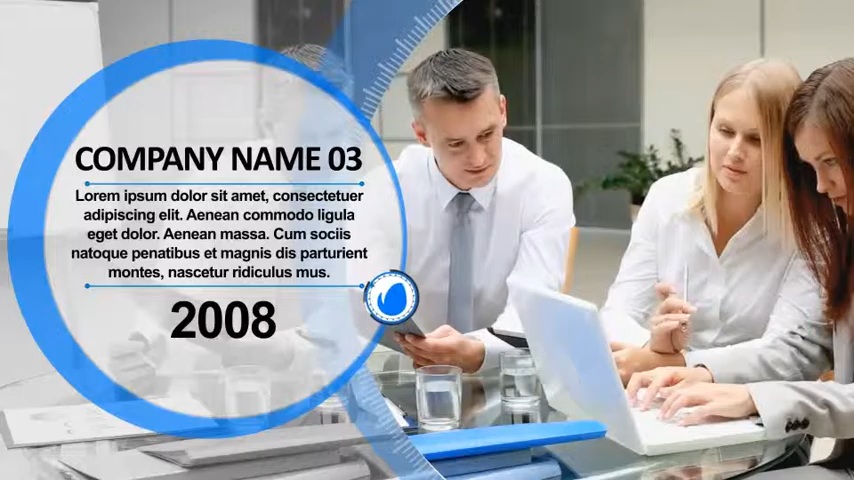 COMPANY NAME 03
Lorem ipsum dolor sit amet, consectetuer
adipiscing elit. Aenean commodo ligula
eget dolor. Aenean massa. Cum sociis
natoque penatibus et magnis dis parturient
montes, nascetur ridiculus mus.
2008